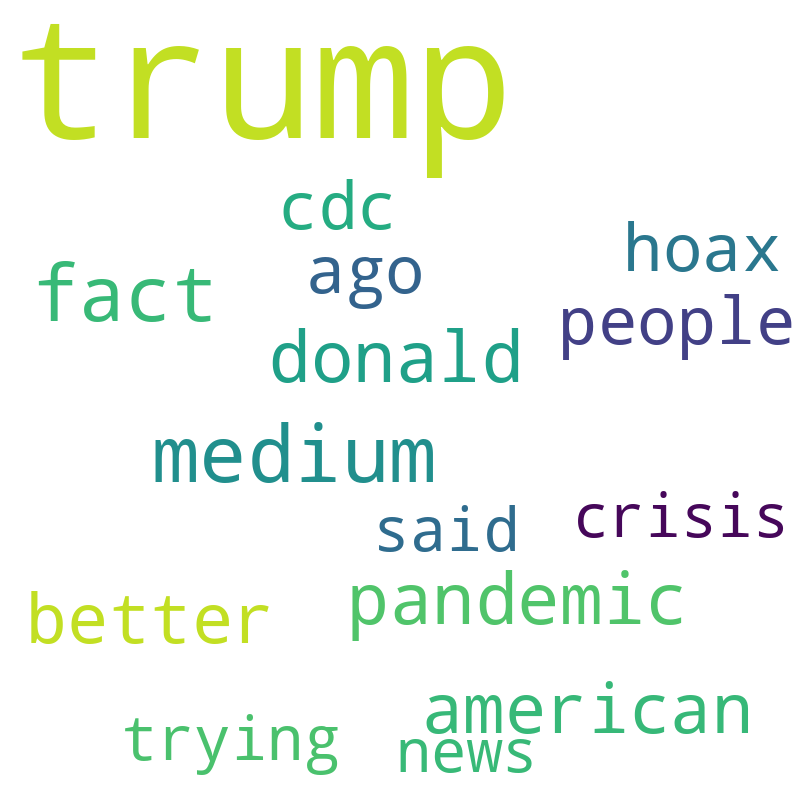 trump
cdc
hoax
ago
fact
people
donald
medium
crisis
said
pandemic
better
american
trying
news